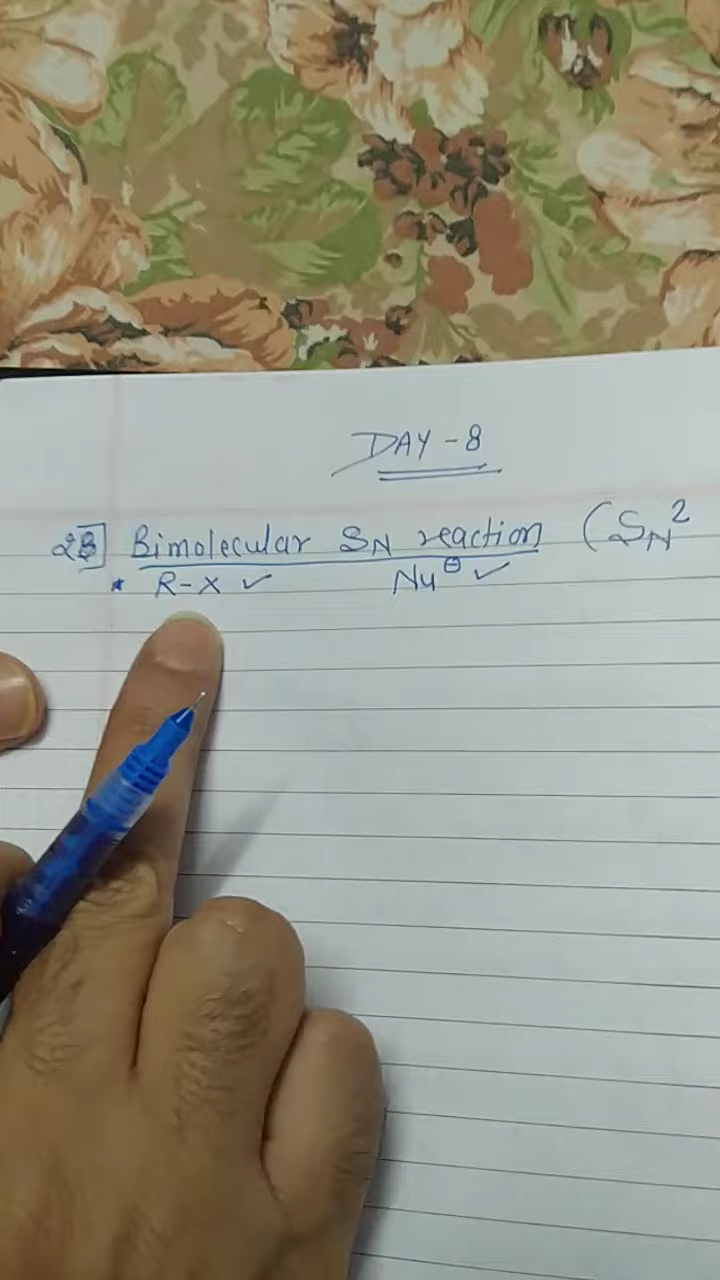 DAY - 8
2B] Bimolecular SN reaction (SN²
* R-X ✓ Nu⊖ ✓